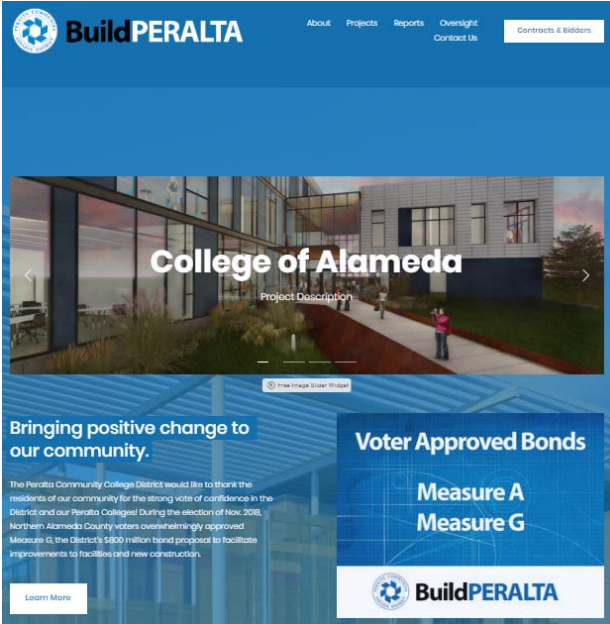 BuildPERALTA
About Projects Reports Oversight
Contact Us
Contracts & Bidders
College of Alameda
Project Description
Free Image Slider Widget
Bringing positive change to
our community.
The Peralta Community College District would like to thank the
residents of our community for the strong vote of confidence in the
District and our Peralta Colleges! During the election of Nov. 2018,
Northern Alameda County voters overwhelmingly approved
Measure G, the District's $800 million bond proposal to facilitate
improvements to facilities and new construction.
Learn More
Voter Approved Bonds
Measure A
Measure G
BuildPERALTA